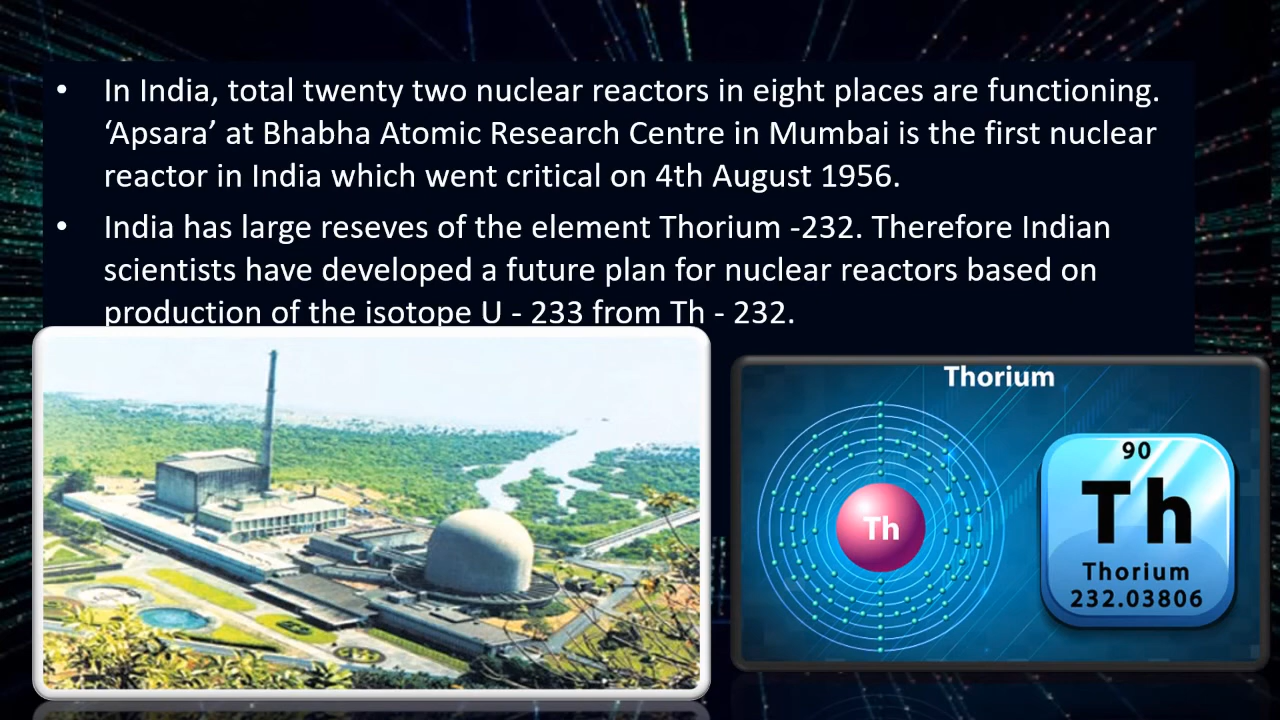 • In India, total twenty two nuclear reactors in eight places are functioning.
‘Apsara’ at Bhabha Atomic Research Centre in Mumbai is the first nuclear
reactor in India which went critical on 4th August 1956.
• India has large reseves of the element Thorium -232. Therefore Indian
scientists have developed a future plan for nuclear reactors based on
production of the isotope U - 233 from Th - 232.
Thorium
Th
90
Th
Thorium
232.03806